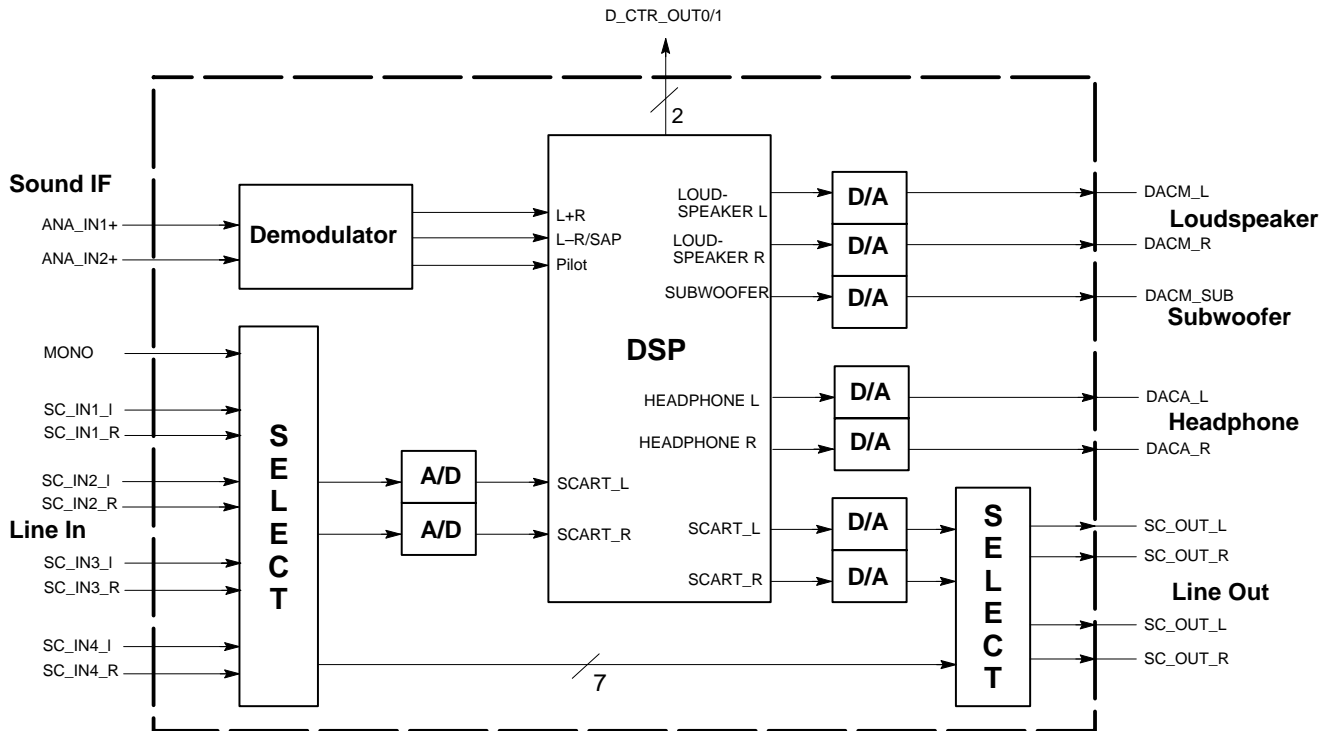 D_CTR_OUT0/1
2
Sound IF
ANA_IN1+
ANA_IN2+
Demodulator
L+R
L–R/SAP
Pilot
LOUD-
SPEAKER L
LOUD-
SPEAKER R
SUBWOOFER
D/A
D/A
D/A
DACM_L
Loudspeaker
DACM_R
DACM_SUB
Subwoofer
DSP
MONO
SC_IN1_l
SC_IN1_R
SC_IN2_l
SC_IN2_R
Line In
SC_IN3_l
SC_IN3_R
SC_IN4_l
SC_IN4_R
SELECT
A/D
A/D
SCART_L
SCART_R
HEADPHONE L
HEADPHONE R
D/A
D/A
DACA_L
Headphone
DACA_R
SCART_L
SCART_R
D/A
D/A
SELECT
SC_OUT_L
SC_OUT_R
Line Out
SC_OUT_L
SC_OUT_R
7